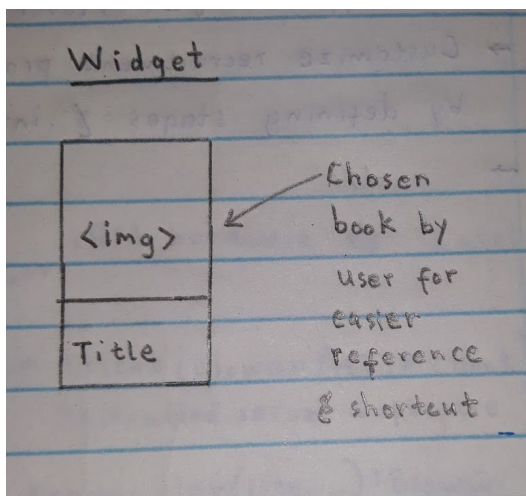 Widget
<img>
Title
Chosen
book by
user for
easier
reference
& shortcut